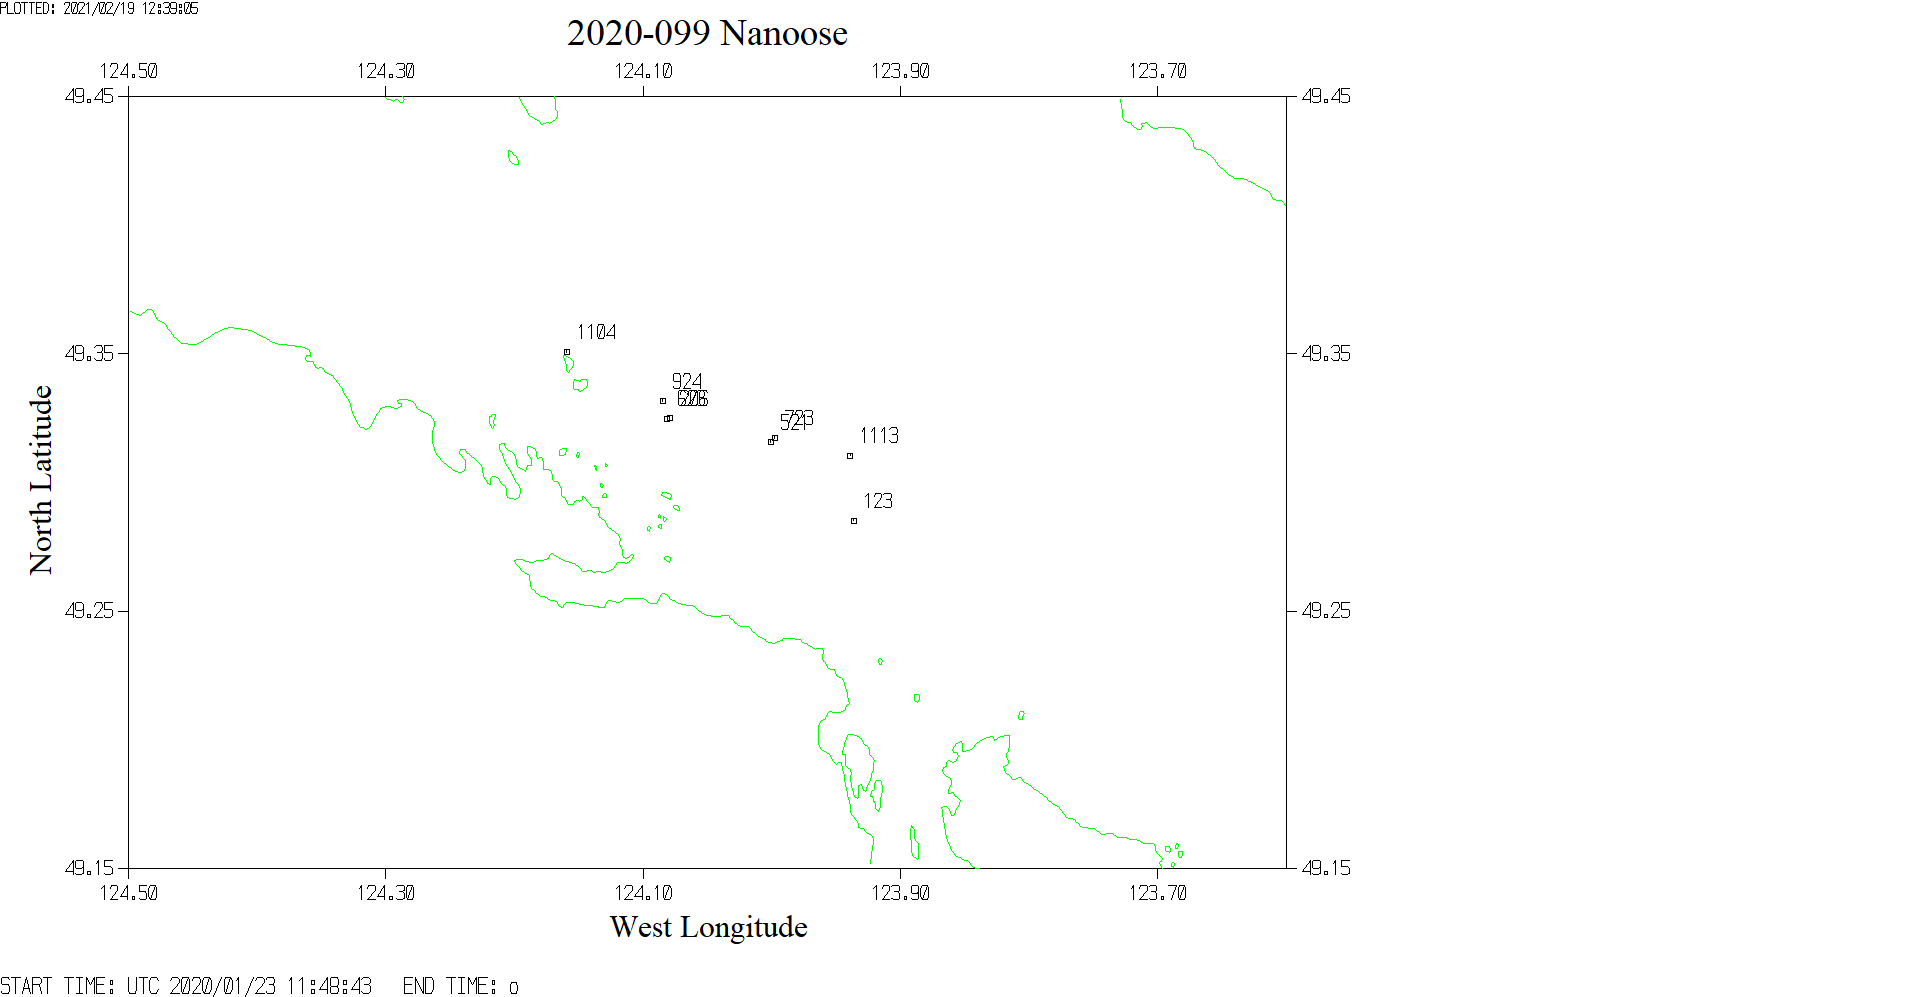 PLOTTED: 2021/02/19 12:39:05
2020-099 Nanoose
124.50 124.30 124.10 123.90 123.70
49.45 49.45
1104
49.35 49.35
924
723
521
1113
123
North Latitude
49.25 49.25
49.15 49.15
124.50 124.30 124.10 123.90 123.70
West Longitude
START TIME: UTC 2020/01/23 11:48:43 END TIME: o